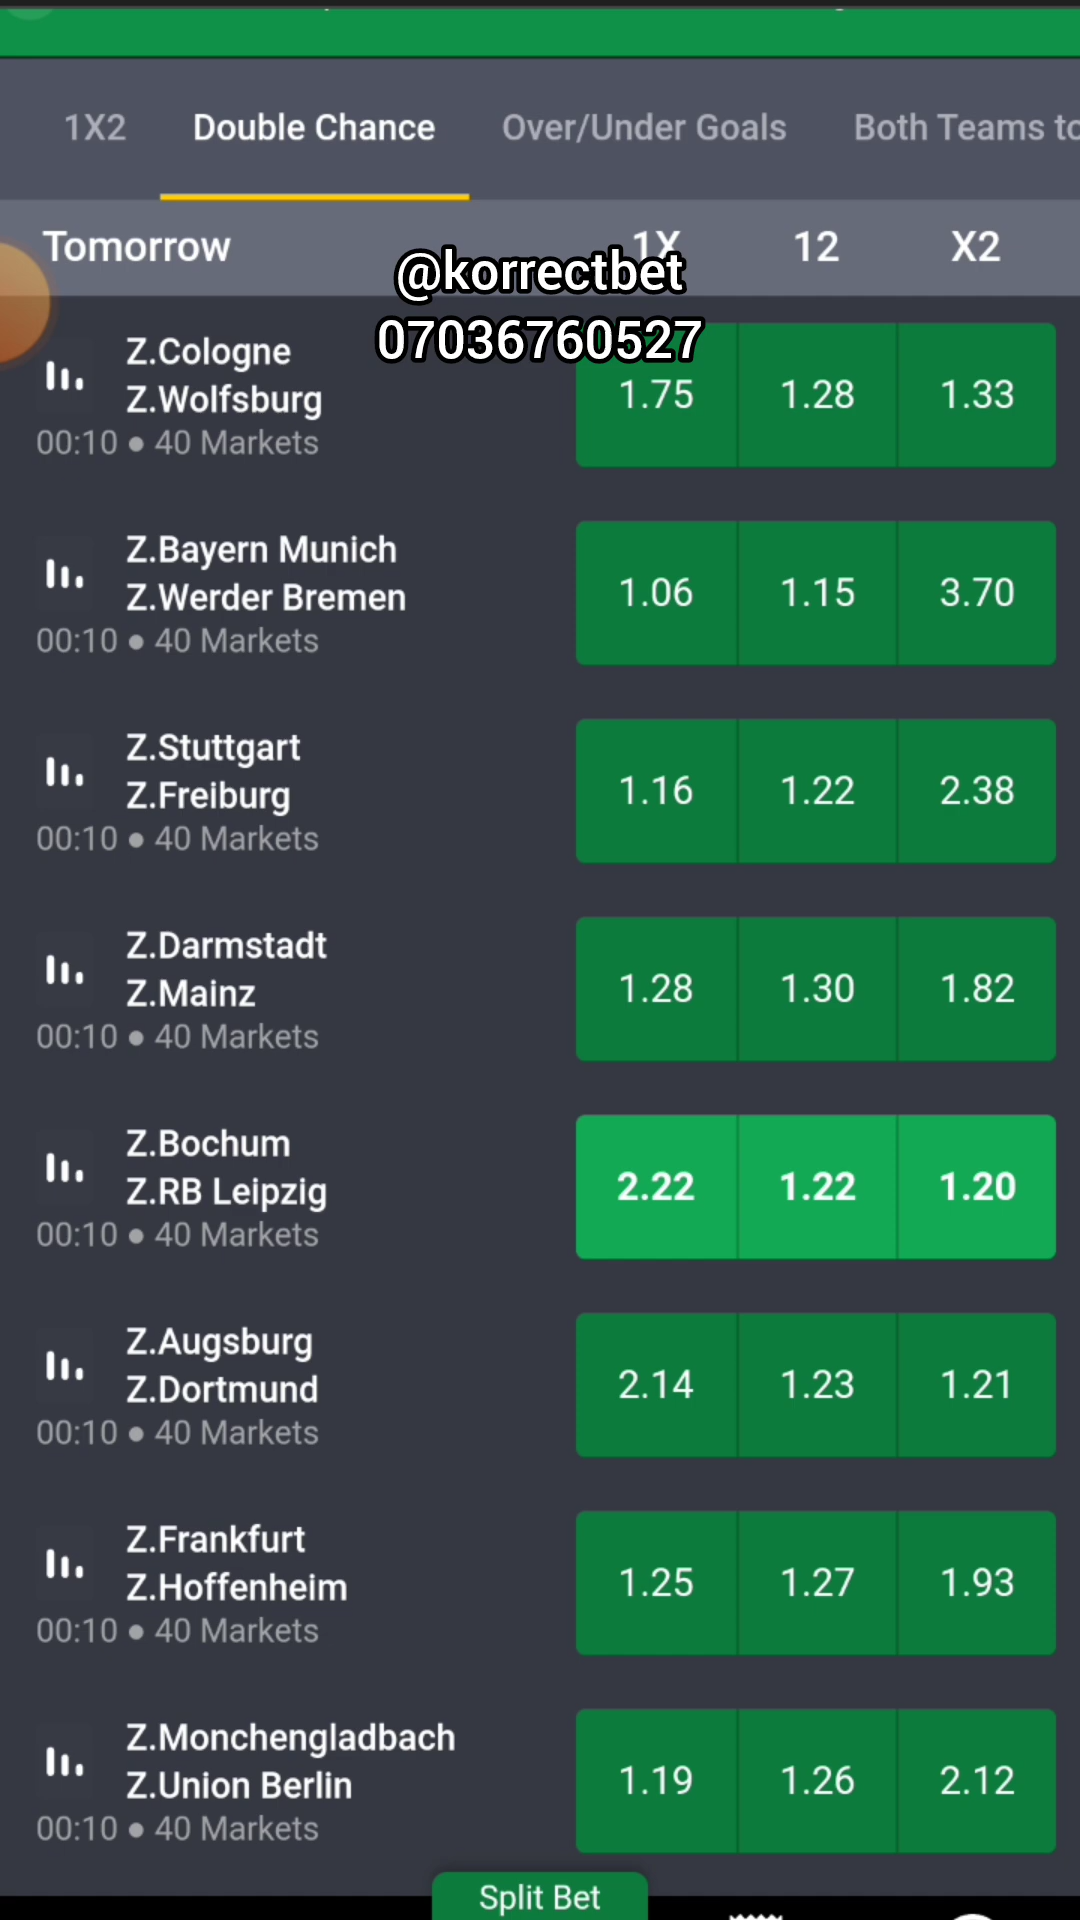 1X2 Double Chance Over/Under Goals Both Teams to
Tomorrow 1X 12 X2
@korrectbet
07036760527
Z.Cologne
Z.Wolfsburg
1.75 1.28 1.33
00:10 ● 40 Markets
Z.Bayern Munich
Z.Werder Bremen
1.06 1.15 3.70
00:10 ● 40 Markets
Z.Stuttgart
Z.Freiburg
1.16 1.22 2.38
00:10 ● 40 Markets
Z.Darmstadt
Z.Mainz
1.28 1.30 1.82
00:10 ● 40 Markets
Z.Bochum
Z.RB Leipzig
2.22 1.22 1.20
00:10 ● 40 Markets
Z.Augsburg
Z.Dortmund
2.14 1.23 1.21
00:10 ● 40 Markets
Z.Frankfurt
Z.Hoffenheim
1.25 1.27 1.93
00:10 ● 40 Markets
Z.Monchengladbach
Z.Union Berlin
1.19 1.26 2.12
00:10 ● 40 Markets
Split Bet